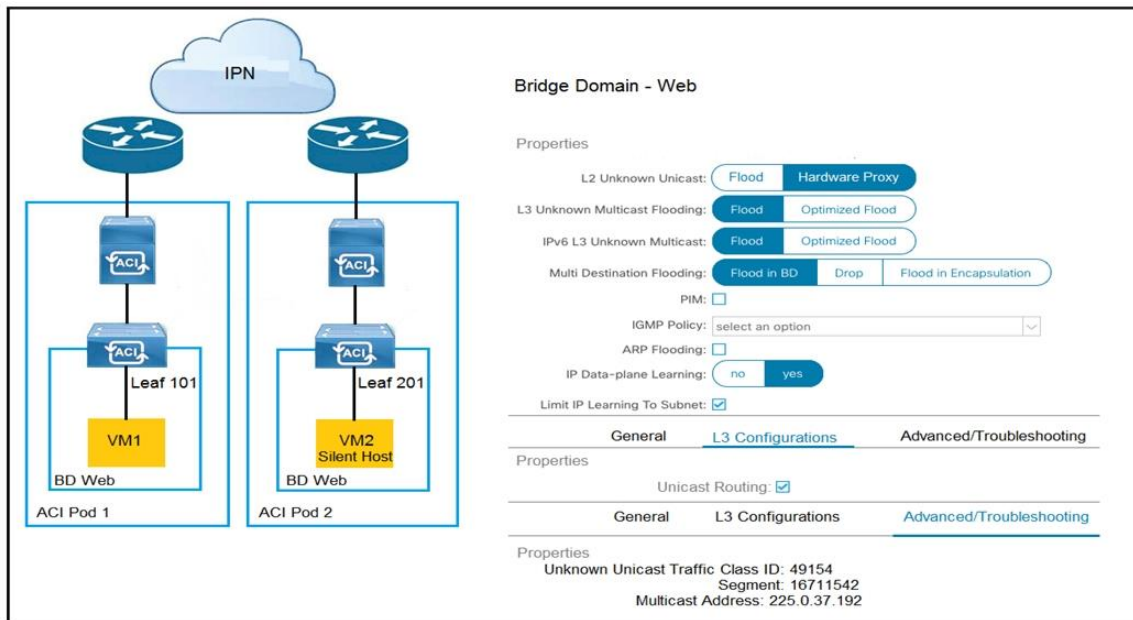 IPN
ACI
ACI
ACI
ACI
Leaf 101
Leaf 201
VM1
VM2
Silent Host
BD Web
BD Web
ACI Pod 1
ACI Pod 2
Bridge Domain - Web
Properties
L2 Unknown Unicast: Flood Hardware Proxy
L3 Unknown Multicast Flooding: Flood Optimized Flood
IPv6 L3 Unknown Multicast: Flood Optimized Flood
Multi Destination Flooding: Flood in BD Drop Flood in Encapsulation
PIM:
IGMP Policy: select an option
ARP Flooding:
IP Data-plane Learning: no yes
Limit IP Learning To Subnet:
General L3 Configurations Advanced/Troubleshooting
Properties
Unicast Routing:
General L3 Configurations Advanced/Troubleshooting
Properties
Unknown Unicast Traffic Class ID: 49154
Segment: 16711542
Multicast Address: 225.0.37.192